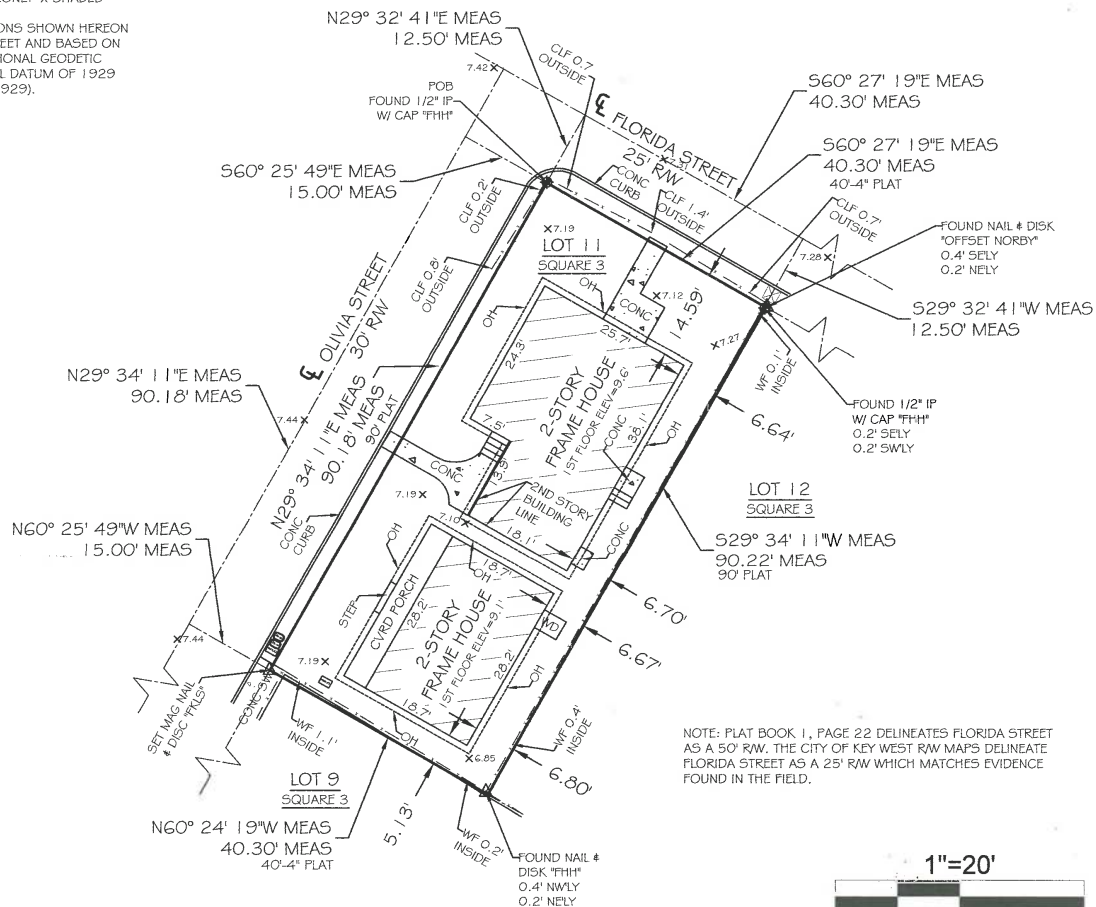 ONS SHOWN HEREON
EET AND BASED ON
IONAL GEODETIC
L DATUM OF 1929
929).
N29° 32' 41"E MEAS
12.50' MEAS
7.42
CLF 0.7
OUTSIDE
POB
FOUND 1/2" IP
W/ CAP "FHH"
℄ FLORIDA STREET
25' R/W
S60° 27' 19"E MEAS
40.30' MEAS
S60° 27' 19"E MEAS
40.30' MEAS
40'-4" PLAT
S60° 25' 49"E MEAS
15.00' MEAS
CONC
CURB
CLF 1.4'
OUTSIDE
CLF 0.7'
OUTSIDE
CLF 0.2'
OUTSIDE
7.19
LOT 11
SQUARE 3
FOUND NAIL & DISK
"OFFSET NORBY"
0.4' SE'LY
0.2' NE'LY
7.28
CLF 0.8'
OUTSIDE
OH
CONC
7.12
14.59'
S29° 32' 41"W MEAS
12.50' MEAS
℄ OLIVIA STREET
30' R/W
OH
25.7'
24.3'
7.27
WF 0.1'
INSIDE
N29° 34' 11"E MEAS
90.18' MEAS
N29° 34' 11"E MEAS
90.18' MEAS
90' PLAT
2-STORY
FRAME HOUSE
1ST FLOOR ELEV=9.6'
38.1'
OH
CONC
FOUND 1/2" IP
W/ CAP "FHH"
0.2' SE'LY
0.2' SW'LY
6.64'
7.44
CONC
7.19
2ND STORY
BUILDING
LINE
LOT 12
SQUARE 3
N60° 25' 49"W MEAS
15.00' MEAS
CONC
CURB
7.10
18.1'
CONC
S29° 34' 11"W MEAS
90.22' MEAS
90' PLAT
OH
18.7'
OH
STEP
CVRD PORCH
28.2'
2-STORY
FRAME HOUSE
1ST FLOOR ELEV=9.1'
WD
6.70'
6.67'
7.44
7.19
28.2'
OH
SET MAG NAIL
& DISC "FKLS"
18.7'
OH
WF 1.1'
INSIDE
WF 0.4'
INSIDE
6.85
6.80'
NOTE: PLAT BOOK 1, PAGE 22 DELINEATES FLORIDA STREET
AS A 50' R/W. THE CITY OF KEY WEST R/W MAPS DELINEATE
FLORIDA STREET AS A 25' R/W WHICH MATCHES EVIDENCE
FOUND IN THE FIELD.
LOT 9
SQUARE 3
N60° 24' 19"W MEAS
40.30' MEAS
40'-4" PLAT
5.13'
WF 0.2'
INSIDE
FOUND NAIL &
DISK "FHH"
0.4' NW'LY
0.2' NE'LY
1"=20'